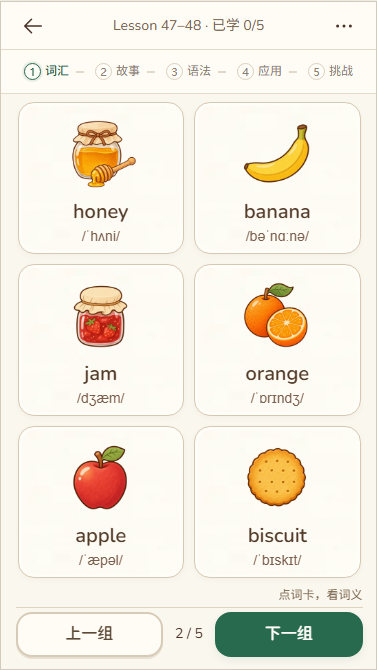 Lesson 47–48 · 已学 0/5
1 词汇 – 2 故事 – 3 语法 – 4 应用 – 5 挑战
honey banana
/ˈhʌni/ /bəˈnɑːnə/
jam orange
/dʒæm/ /ˈɒrɪndʒ/
apple biscuit
/ˈæpəl/ /ˈbɪskɪt/
点词卡，看词义
上一组 2 / 5 下一组